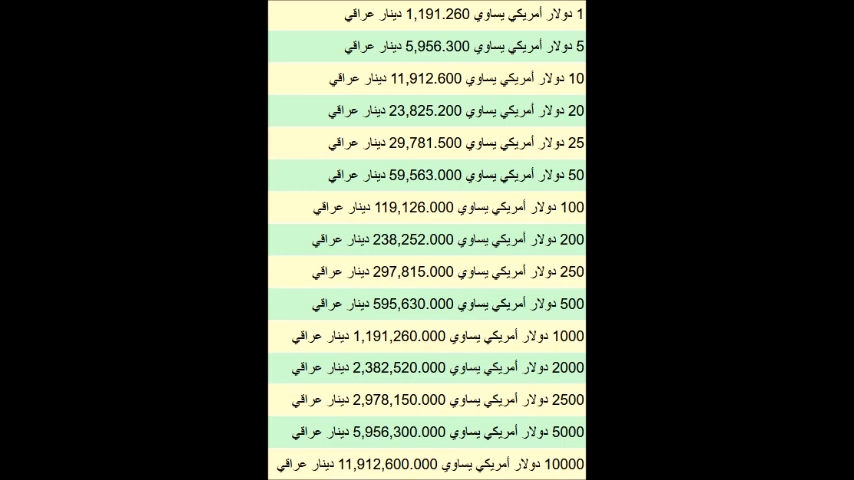 1 دولار أمريكي يساوي 1,191.260 دينار عراقي
5 دولار أمريكي يساوي 5,956.300 دينار عراقي
10 دولار أمريكي يساوي 11,912.600 دينار عراقي
20 دولار أمريكي يساوي 23,825.200 دينار عراقي
25 دولار أمريكي يساوي 29,781.500 دينار عراقي
50 دولار أمريكي يساوي 59,563.000 دينار عراقي
100 دولار أمريكي يساوي 119,126.000 دينار عراقي
200 دولار أمريكي يساوي 238,252.000 دينار عراقي
250 دولار أمريكي يساوي 297,815.000 دينار عراقي
500 دولار أمريكي يساوي 595,630.000 دينار عراقي
1000 دولار أمريكي يساوي 1,191,260.000 دينار عراقي
2000 دولار أمريكي يساوي 2,382,520.000 دينار عراقي
2500 دولار أمريكي يساوي 2,978,150.000 دينار عراقي
5000 دولار أمريكي يساوي 5,956,300.000 دينار عراقي
10000 دولار أمريكي يساوي 11,912,600.000 دينار عراقي